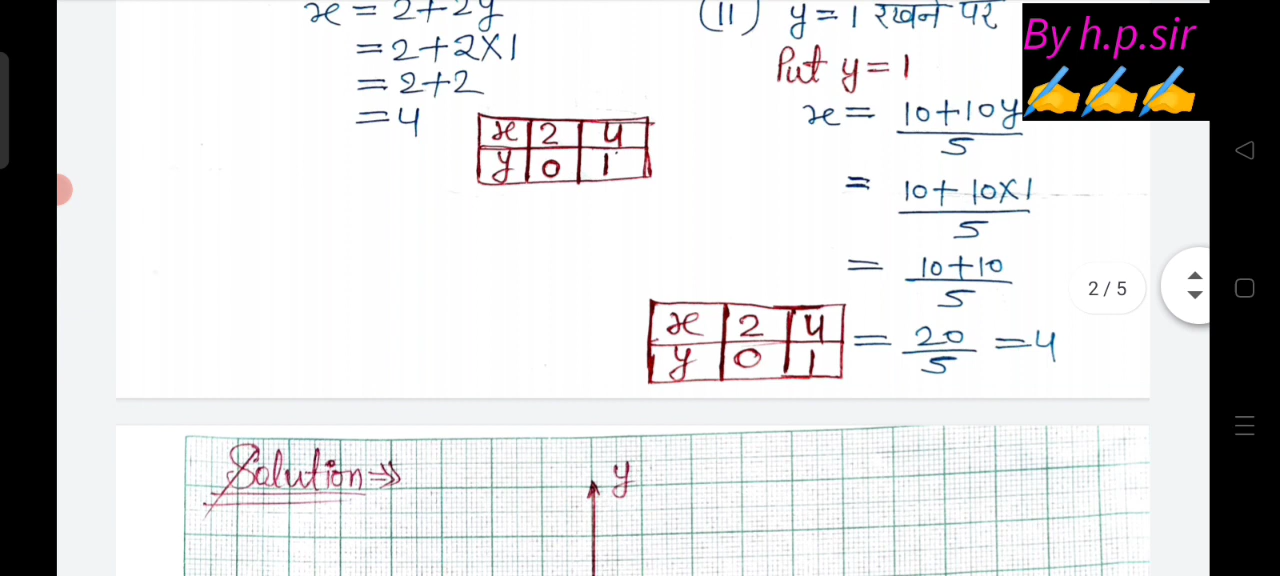 x = 2+2y
= 2+2×1
= 2+2
= 4
x 2 4
y 0 1
(II) y=1 रखने पर
Put y=1
x = 10+10y
5
= 10+10×1
5
= 10+10
5
= 20 = 4
5
x 2 4
y 0 1
By h.p.sir
✍✍✍
2 / 5
Solution⇒
y